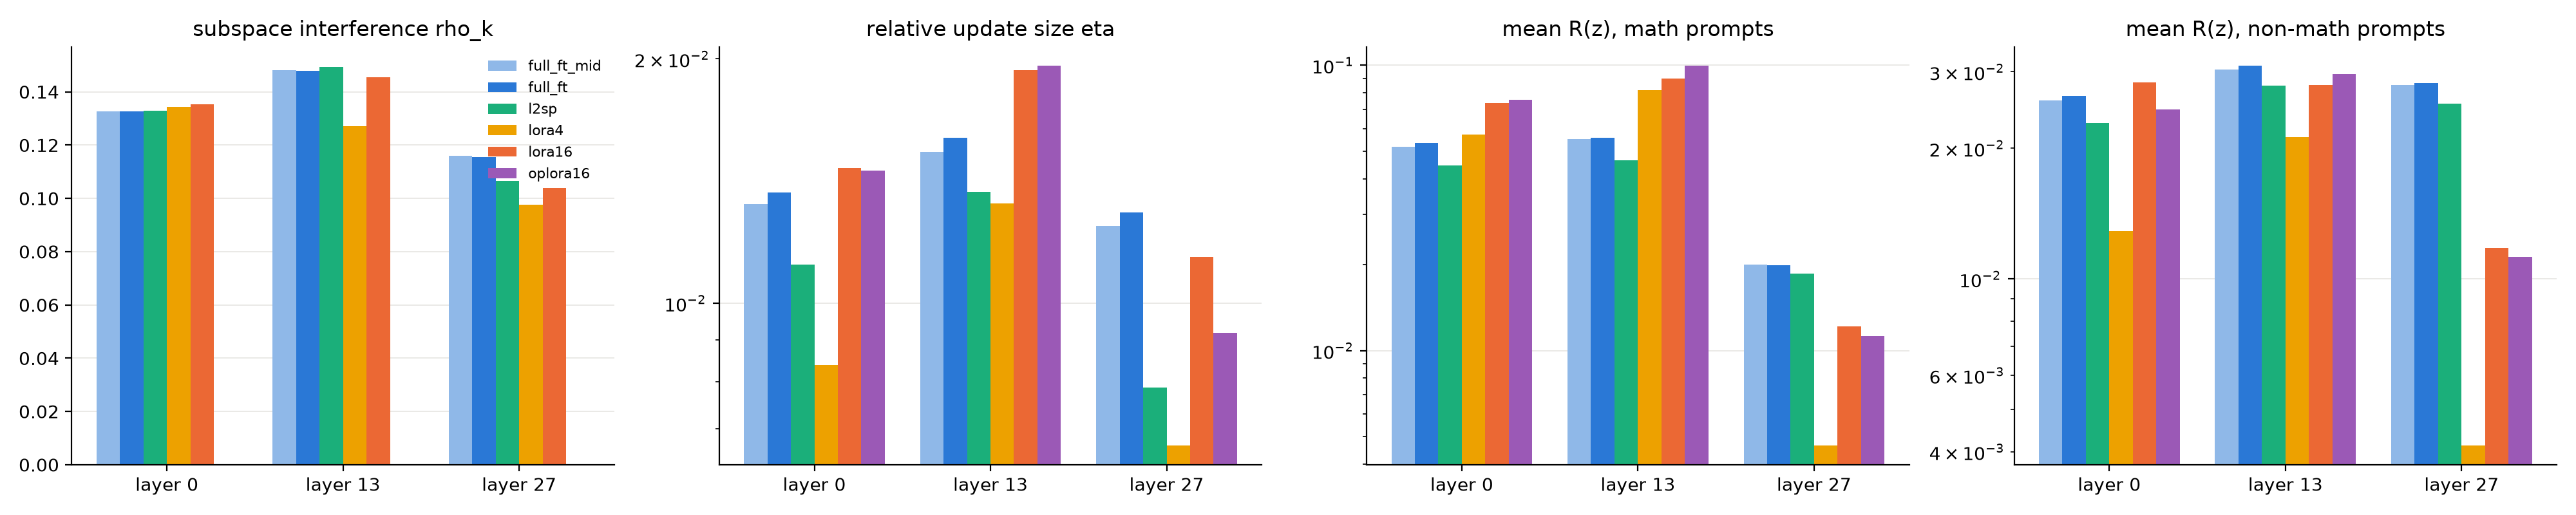 subspace interference rho_k
0.14
0.12
0.10
0.08
0.06
0.04
0.02
0.00
layer 0
layer 13
layer 27
full_ft_mid
full_ft
l2sp
lora4
lora16
oplora16
relative update size eta
2 × 10⁻²
10⁻²
layer 0
layer 13
layer 27
mean R(z), math prompts
10⁻¹
10⁻²
layer 0
layer 13
layer 27
mean R(z), non-math prompts
3 × 10⁻²
2 × 10⁻²
10⁻²
6 × 10⁻³
4 × 10⁻³
layer 0
layer 13
layer 27